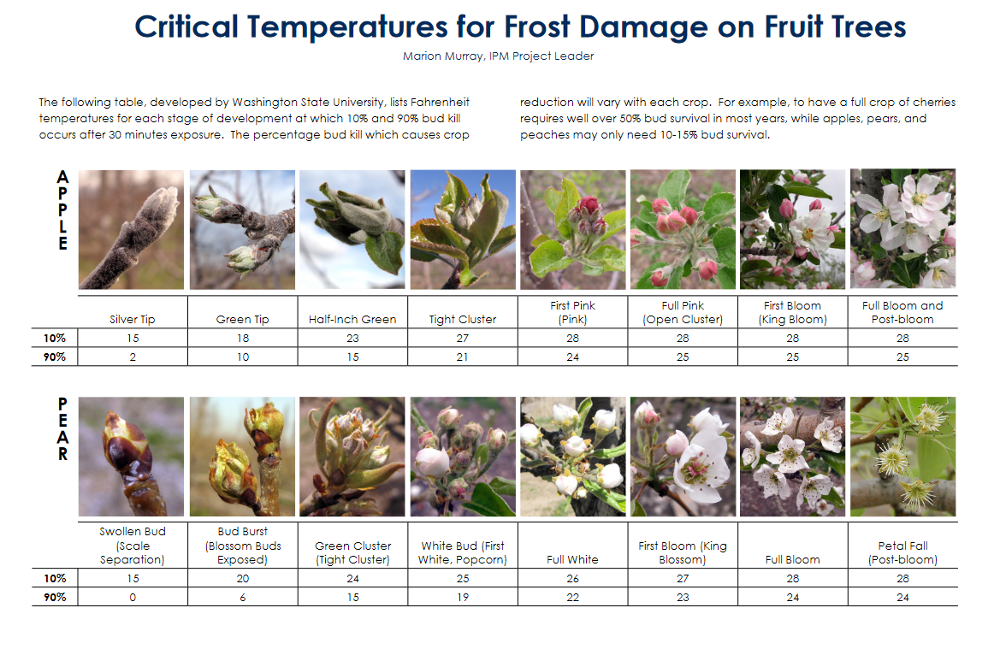 Critical Temperatures for Frost Damage on Fruit Trees
Marion Murray, IPM Project Leader
The following table, developed by Washington State University, lists Fahrenheit
temperatures for each stage of development at which 10% and 90% bud kill
occurs after 30 minutes exposure.  The percentage bud kill which causes crop
reduction will vary with each crop.  For example, to have a full crop of cherries
requires well over 50% bud survival in most years, while apples, pears, and
peaches may only need 10-15% bud survival.
APPLE
Silver Tip
Green Tip
Half-Inch Green
Tight Cluster
First Pink
(Pink)
Full Pink
(Open Cluster)
First Bloom
(King Bloom)
Full Bloom and
Post-bloom
10% 15 18 23 27 28 28 28 28
90% 2 10 15 21 24 25 25 25
PEAR
Swollen Bud
(Scale
Separation)
Bud Burst
(Blossom Buds
Exposed)
Green Cluster
(Tight Cluster)
White Bud (First
White, Popcorn)
Full White
First Bloom (King
Blossom)
Full Bloom
Petal Fall
(Post-bloom)
10% 15 20 24 25 26 27 28 28
90% 0 6 15 19 22 23 24 24